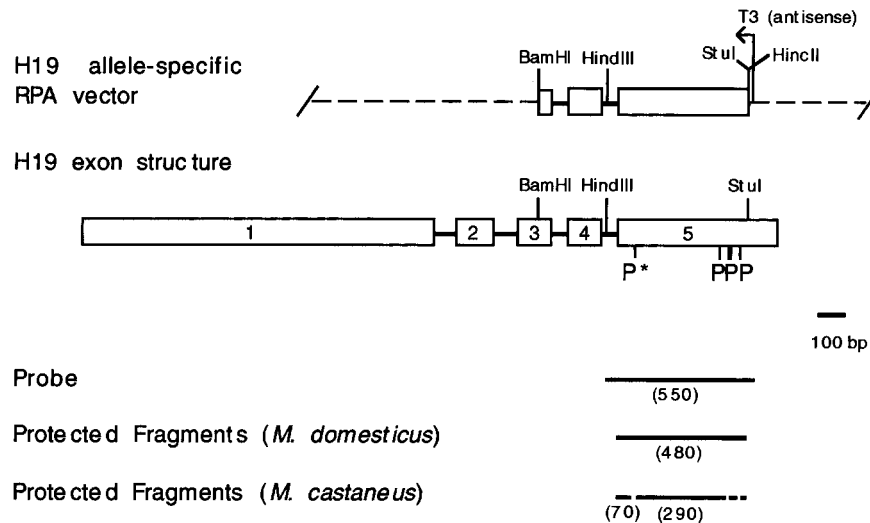 T3 (antisense)
H19 allele-specific
RPA vector
BamHI HindIII StuI HincII
H19 exon structure
BamHI HindIII StuI
1 2 3 4 5
P* PPP
100 bp
Probe
(550)
Protected Fragments (M. domesticus)
(480)
Protected Fragments (M. castaneus)
(70) (290)